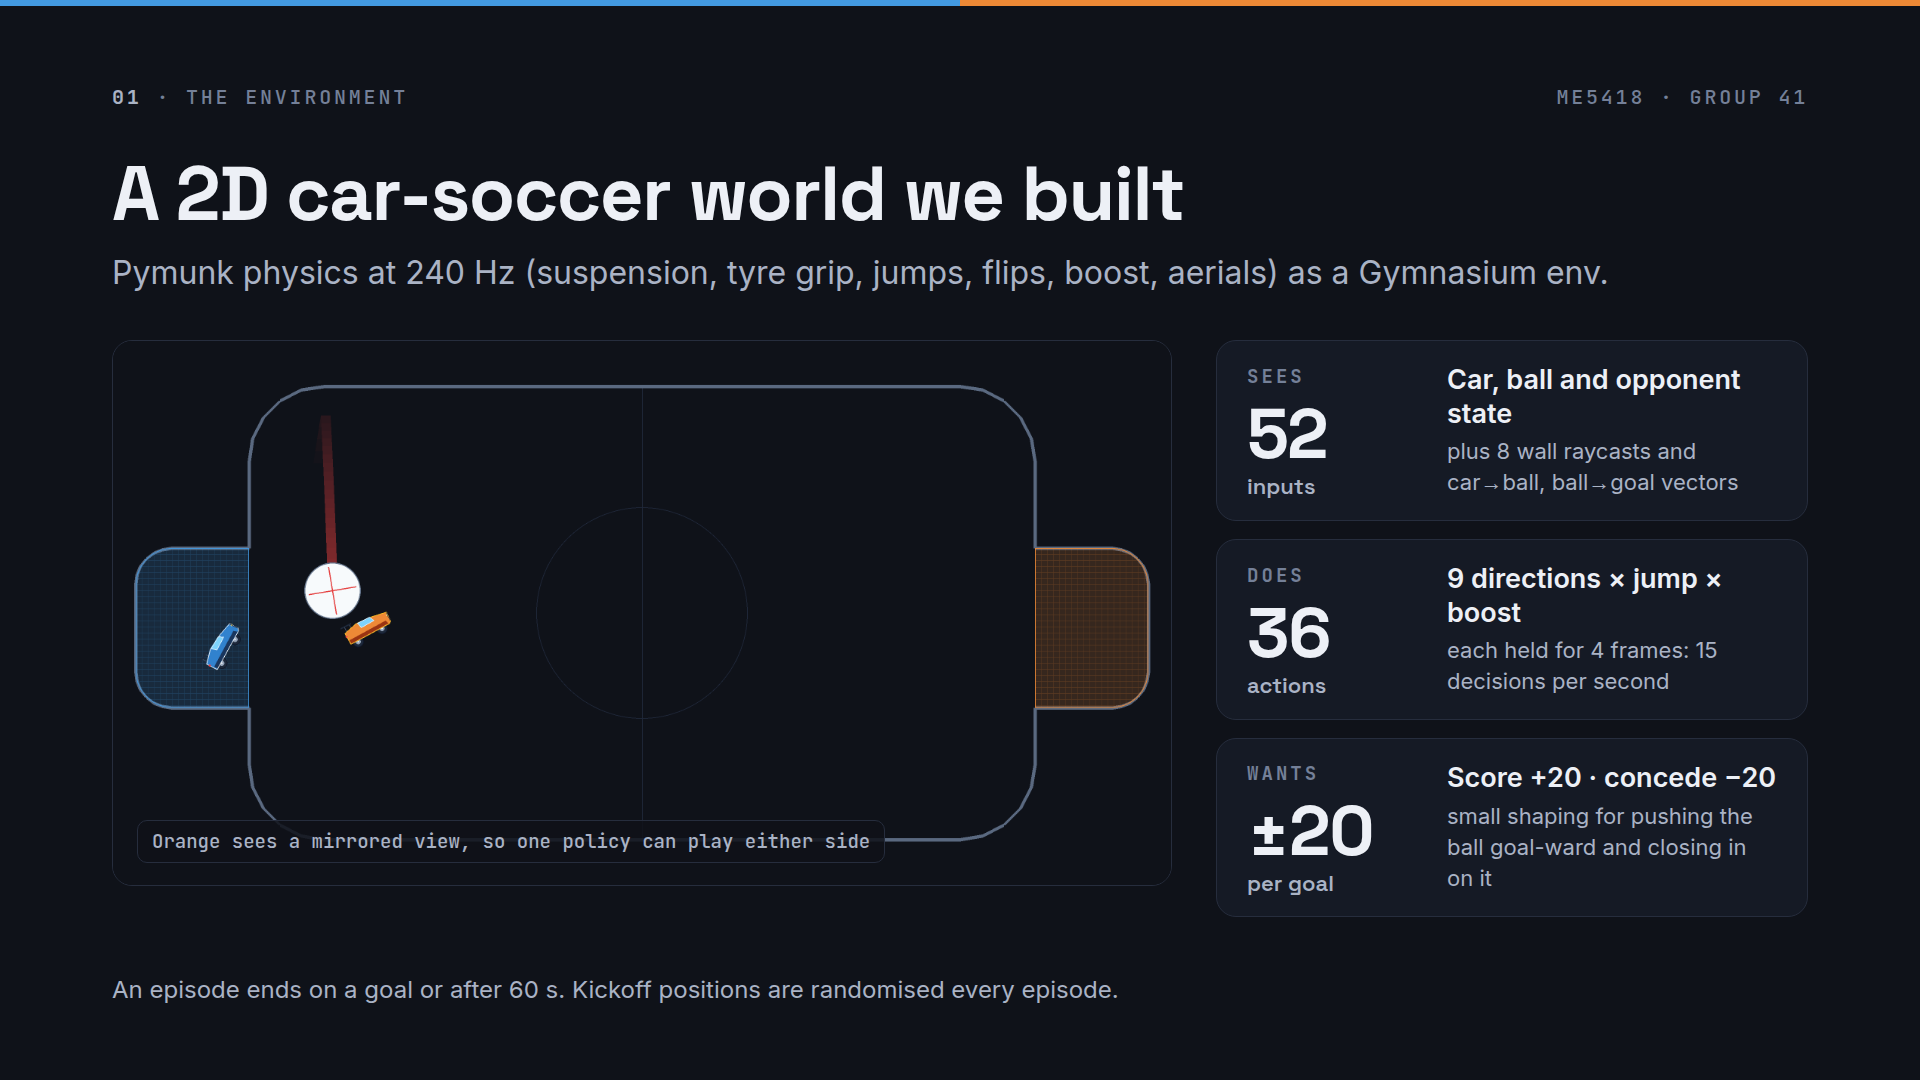 01 · THE ENVIRONMENT
ME5418 · GROUP 41
A 2D car-soccer world we built
Pymunk physics at 240 Hz (suspension, tyre grip, jumps, flips, boost, aerials) as a Gymnasium env.
Orange sees a mirrored view, so one policy can play either side
SEES
52
inputs
Car, ball and opponent
state
plus 8 wall raycasts and
car→ball, ball→goal vectors
DOES
36
actions
9 directions × jump ×
boost
each held for 4 frames: 15
decisions per second
WANTS
±20
per goal
Score +20 · concede −20
small shaping for pushing the
ball goal-ward and closing in
on it
An episode ends on a goal or after 60 s. Kickoff positions are randomised every episode.